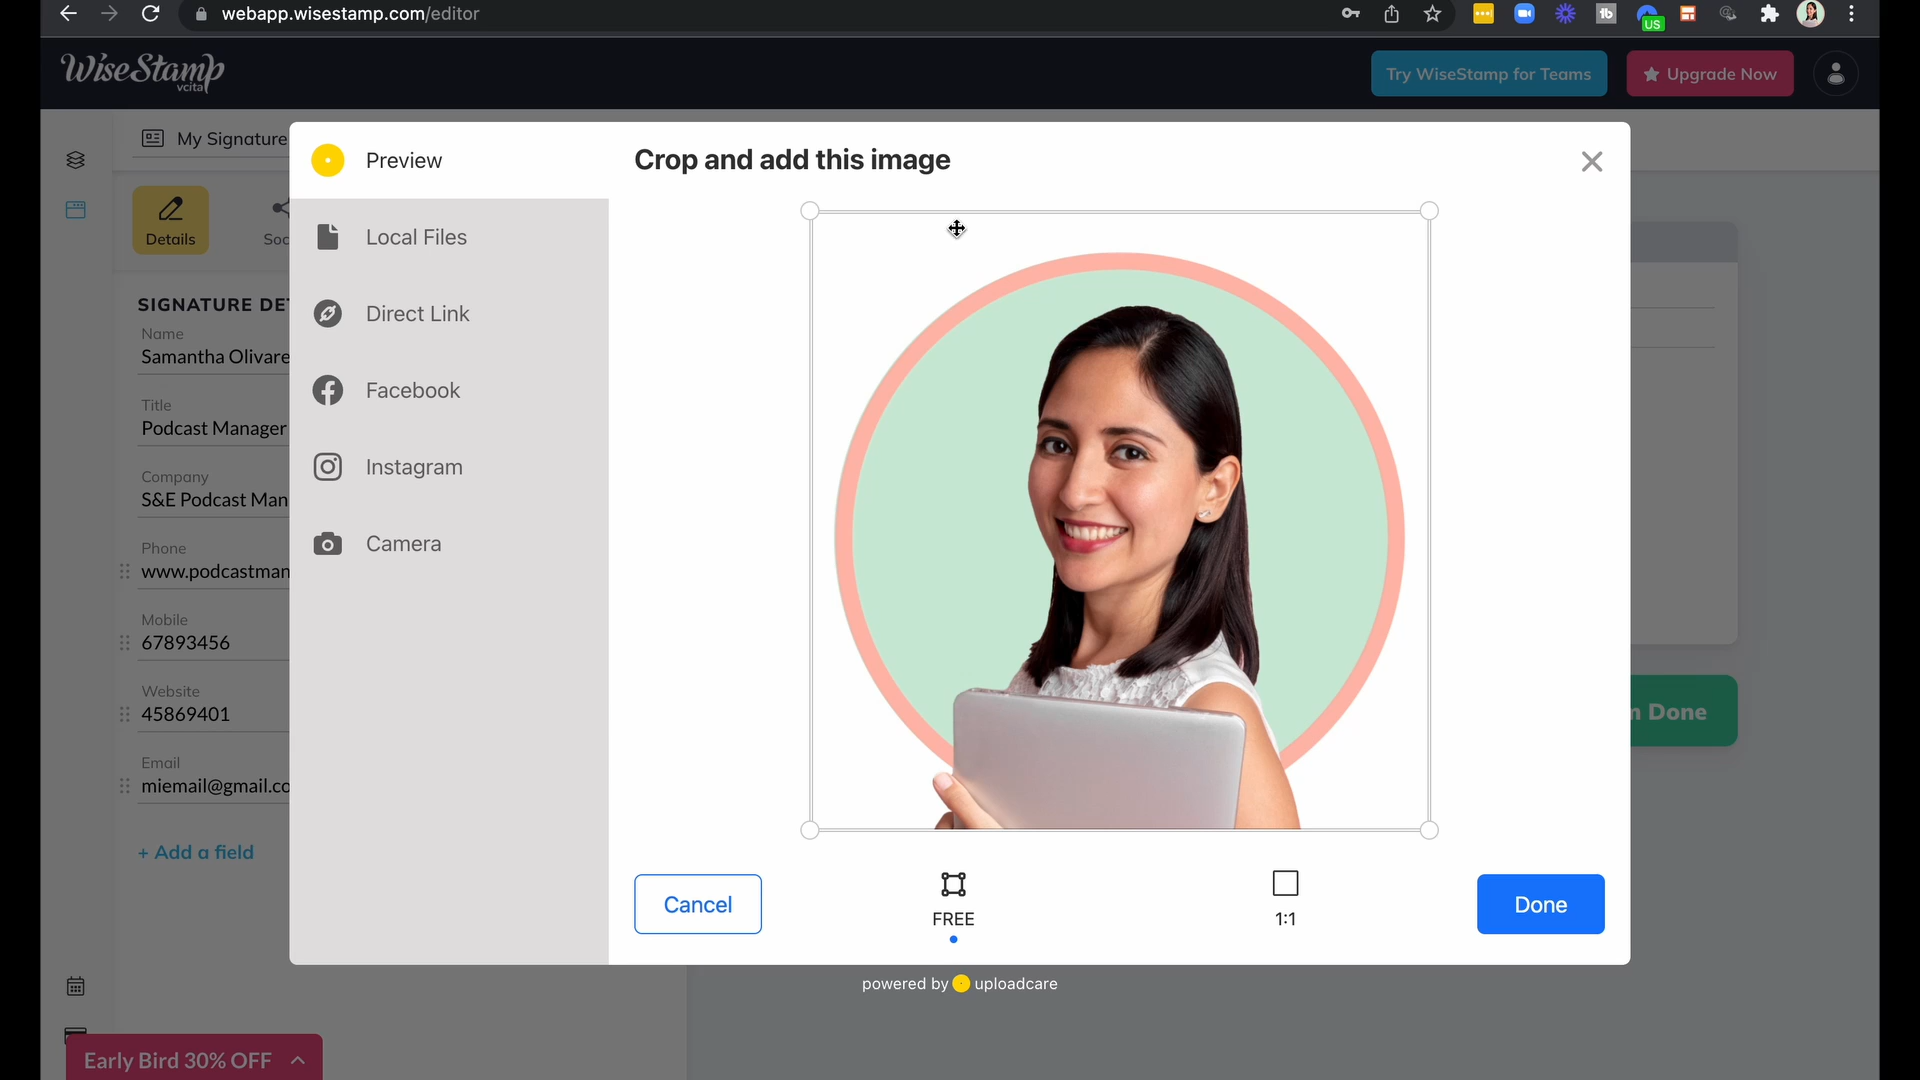 webapp.wisestamp.com/editor
US
WiseStamp
vcita
Try WiseStamp for Teams
Upgrade Now
My Signature
Preview
Crop and add this image
Details
Soc
Local Files
Direct Link
Facebook
Instagram
Camera
SIGNATURE DE
Name
Samantha Olivare
Title
Podcast Manager
Company
S&E Podcast Man
Phone
www.podcastman
Mobile
67893456
Website
45869401
Email
miemail@gmail.co
+ Add a field
Done
Cancel
FREE
1:1
Done
powered by uploadcare
Early Bird 30% OFF